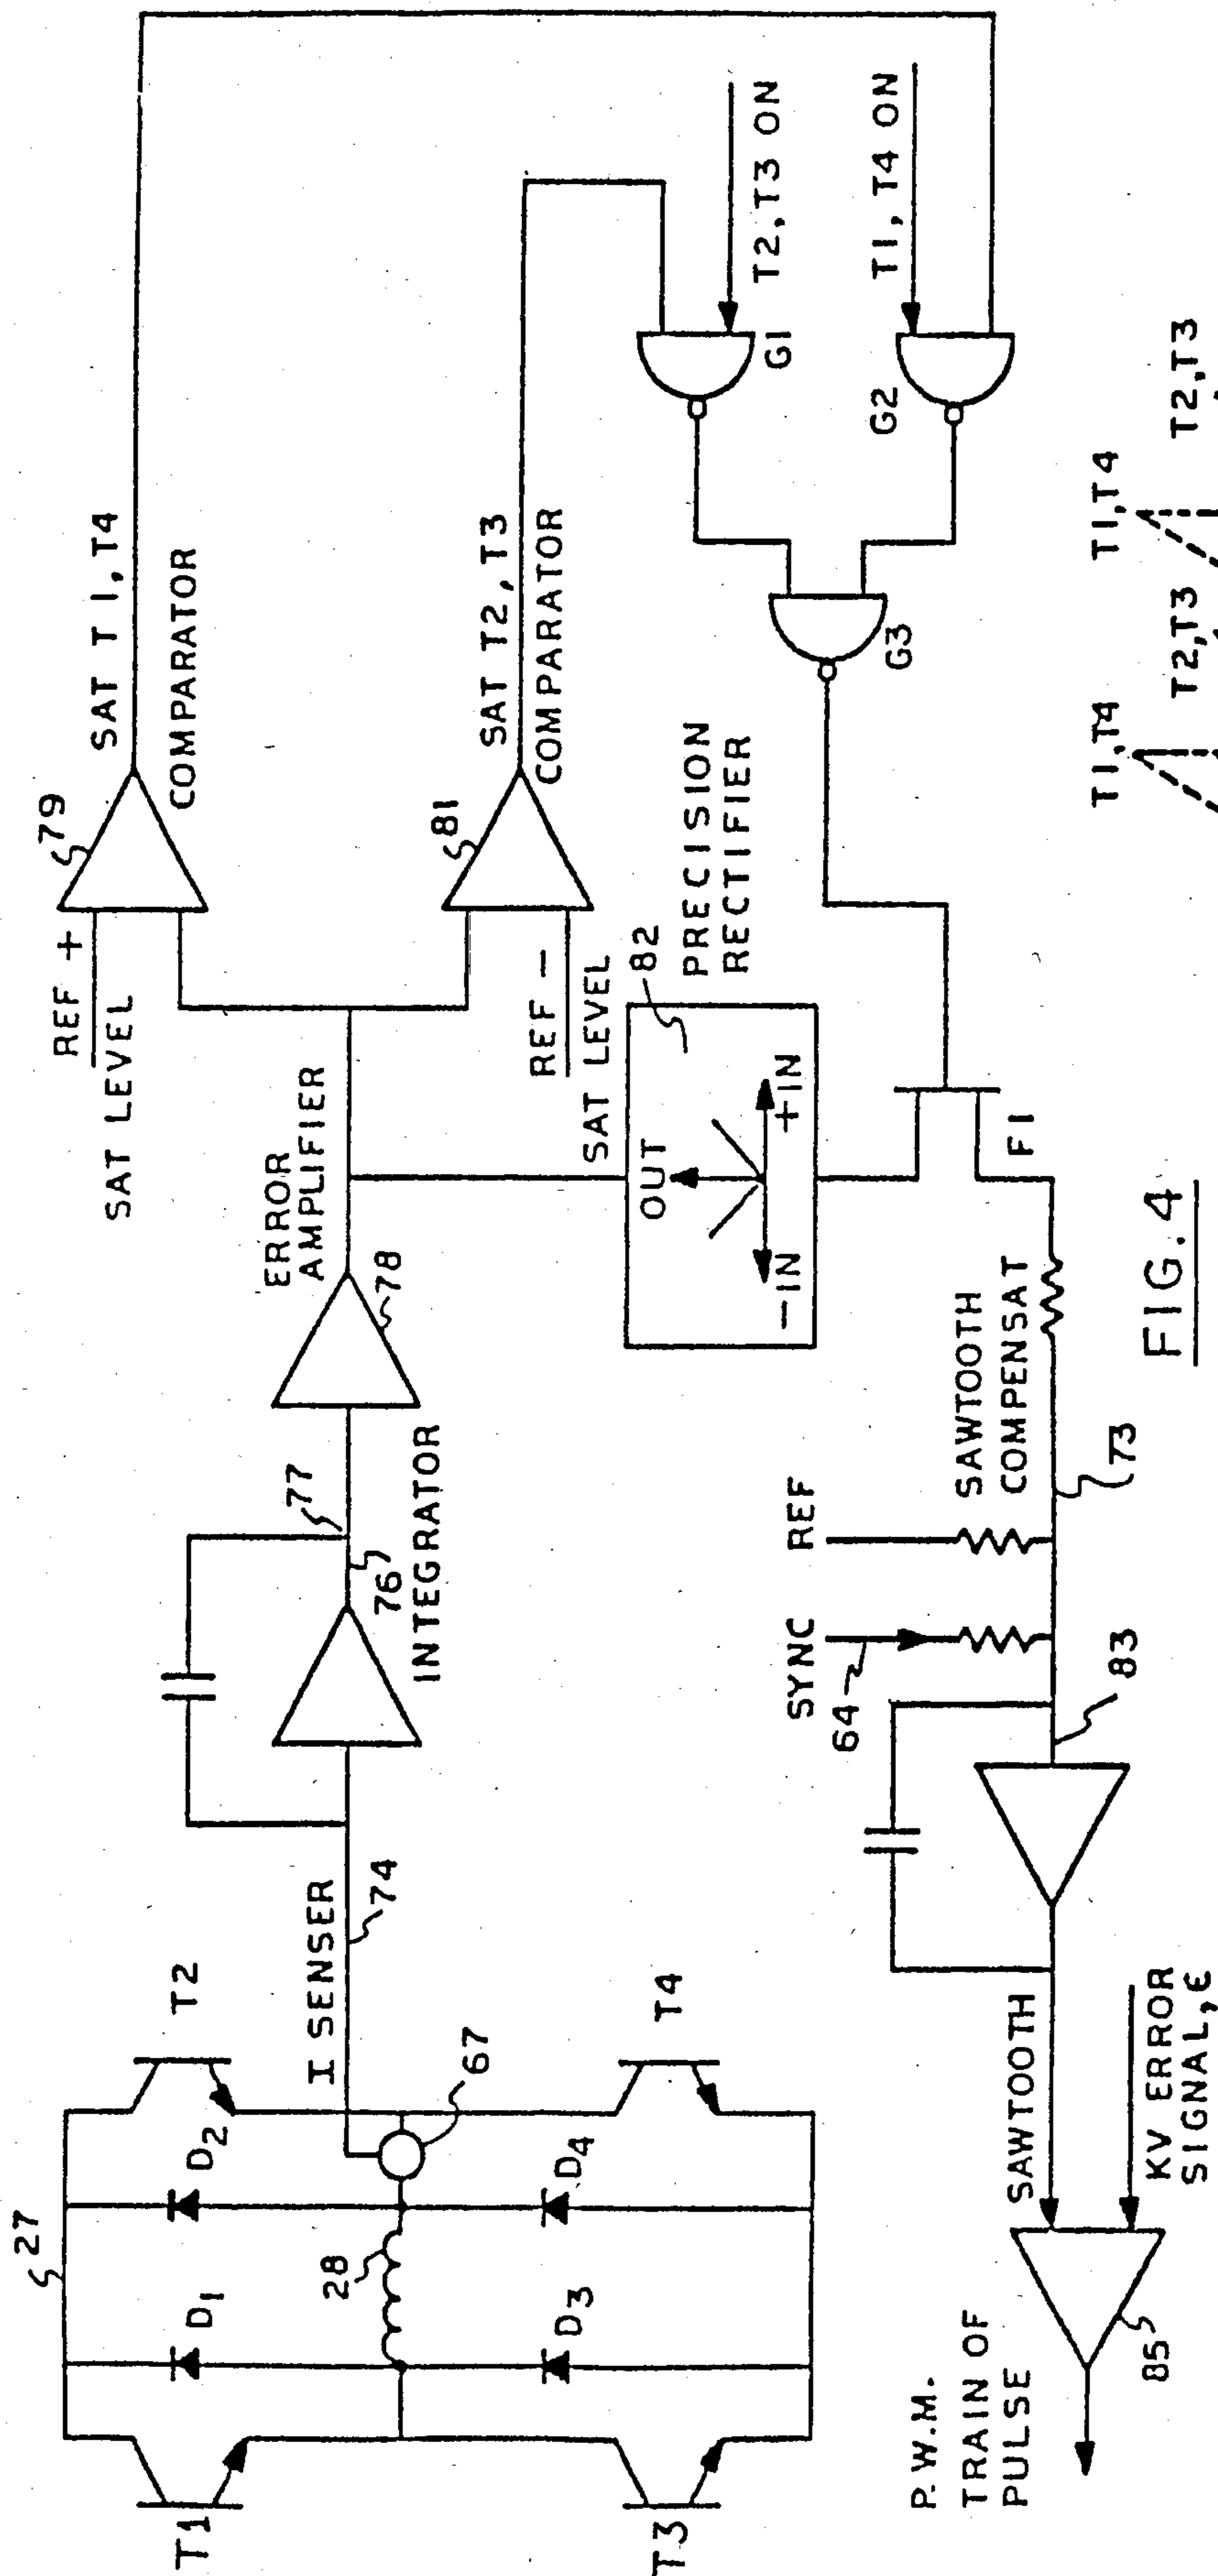 27
T1
D1
D2
T2
28
67
I SENSER
74
T3
D3
D4
T4
INTEGRATOR
76
77
ERROR
AMPLIFIER
78
REF +
SAT LEVEL
79
SAT T1, T4
COMPARATOR
REF -
SAT LEVEL
81
SAT T2, T3
COMPARATOR
82
PRECISION
RECTIFIER
OUT
-IN
+IN
G1
T2, T3 ON
G2
T1, T4 ON
G3
F1
SAWTOOTH
COMPENSAT
73
REF
SYNC
64
83
SAWTOOTH
KV ERROR
SIGNAL, ϵ
85
P.W.M.
TRAIN OF
PULSE
T1,T4
T2,T3
T1,T4
T2,T3
FIG. 4